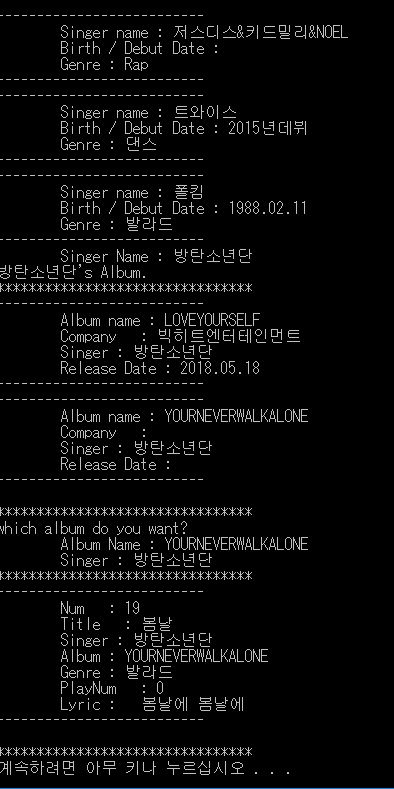 --------------------------
Singer name : 저스디스&키드밀리&NOEL
Birth / Debut Date :
Genre : Rap
--------------------------
--------------------------
Singer name : 트와이스
Birth / Debut Date : 2015년데뷔
Genre : 댄스
--------------------------
--------------------------
Singer name : 폴킴
Birth / Debut Date : 1988.02.11
Genre : 발라드
--------------------------
Singer Name : 방탄소년단
방탄소년단's Album.
********************************
--------------------------
Album name : LOVEYOURSELF
Company : 빅히트엔터테인먼트
Singer : 방탄소년단
Release Date : 2018.05.18
--------------------------
--------------------------
Album name : YOURNEVERWALKALONE
Company :
Singer : 방탄소년단
Release Date :
--------------------------
********************************
which album do you want?
Album Name : YOURNEVERWALKALONE
Singer : 방탄소년단
********************************
--------------------------
Num : 19
Title : 봄날
Singer : 방탄소년단
Album : YOURNEVERWALKALONE
Genre : 발라드
PlayNum : 0
Lyric : 봄날에 봄날에
--------------------------
********************************
계속하려면 아무 키나 누르십시오 . . .